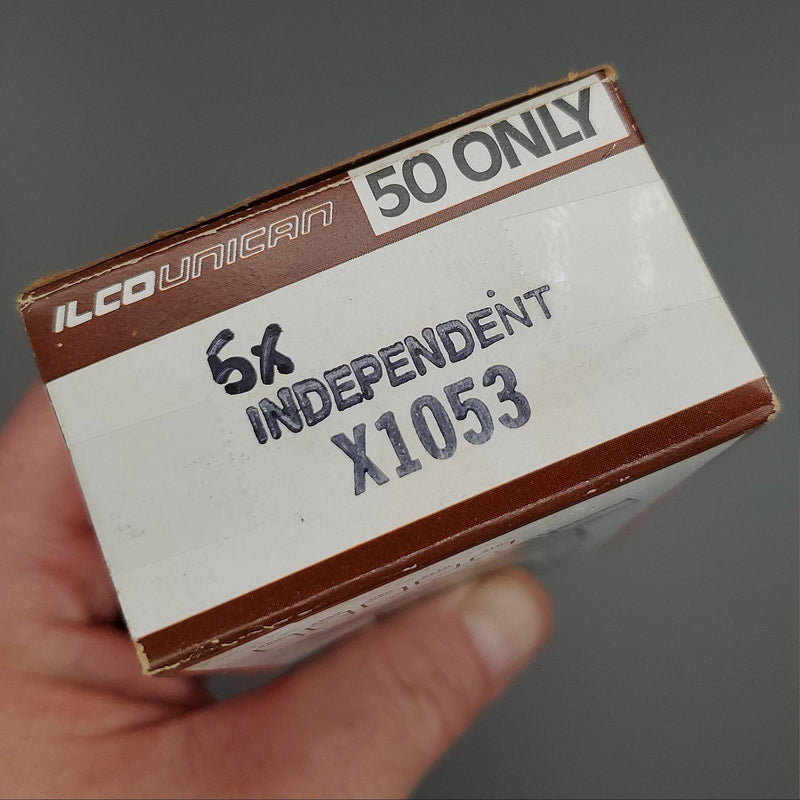 50 ONLY
ILCO UNICAN
5X
INDEPENDENT
X1053